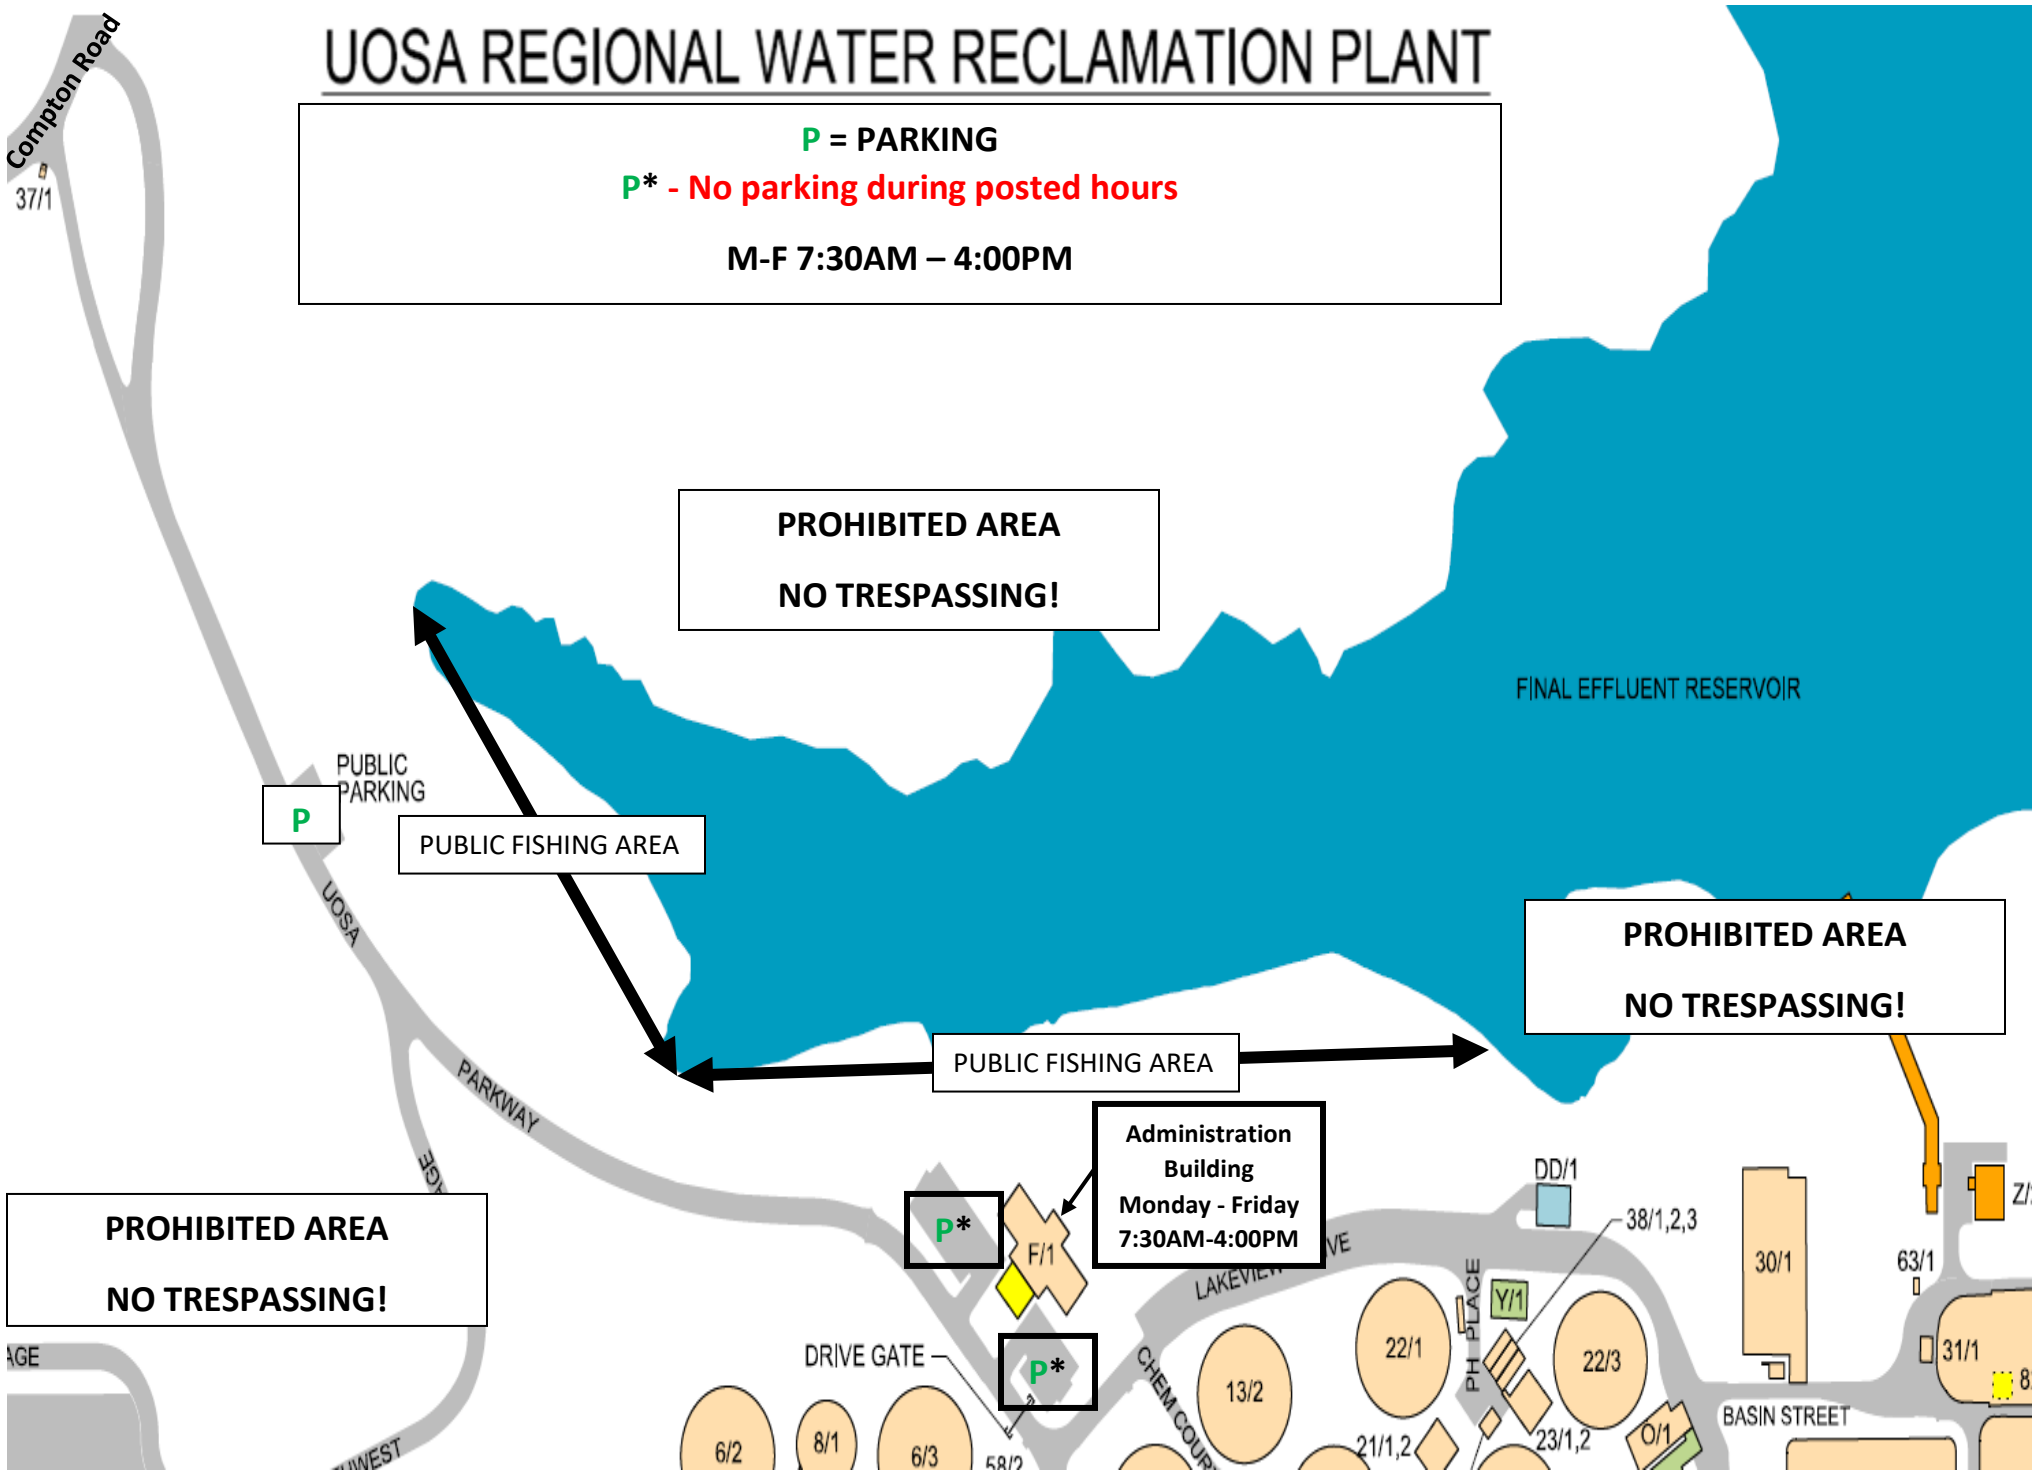 UOSA REGIONAL WATER RECLAMATION PLANT
Compton Road
37/1
P = PARKING
P* - No parking during posted hours
M-F 7:30AM – 4:00PM
PROHIBITED AREA
NO TRESPASSING!
FINAL EFFLUENT RESERVOIR
PUBLIC
PARKING
P
PUBLIC FISHING AREA
UOSA
PARKWAY
PROHIBITED AREA
NO TRESPASSING!
PUBLIC FISHING AREA
Administration
Building
Monday - Friday
7:30AM-4:00PM
PROHIBITED AREA
NO TRESPASSING!
AGE
AGE
P*
F/1
P*
DRIVE GATE
LAKEVIEW
VE
DD/1
38/1,2,3
30/1
63/1
Z/
PH PLACE
Y/1
22/1
22/3
31/1
8
13/2
CHEM COURT
BASIN STREET
6/2
8/1
6/3
58/2
21/1,2
23/1,2
O/1
HWEST